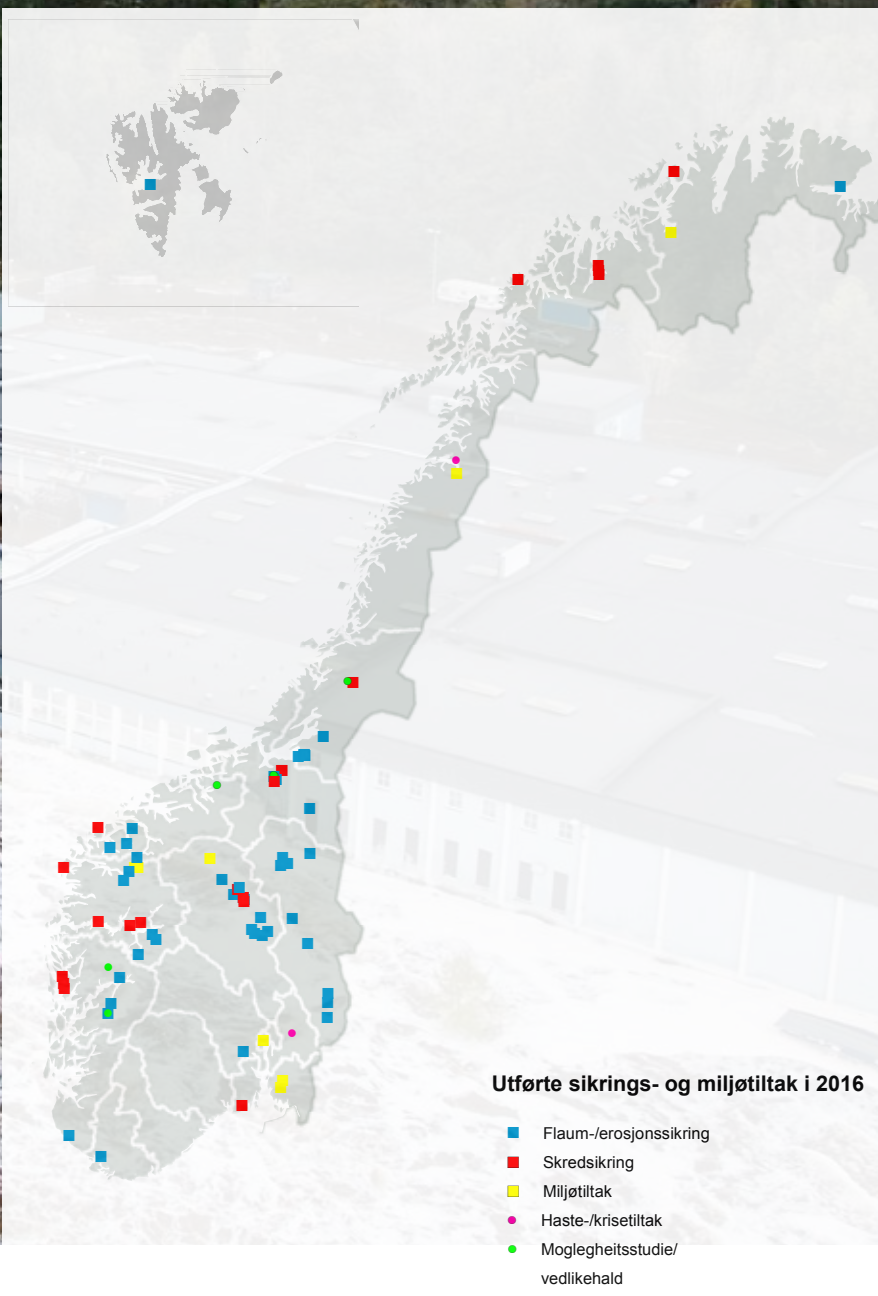 Utførte sikrings- og miljøtiltak i 2016
Flaum-/erosjonssikring
Skredsikring
Miljøtiltak
Haste-/krisetiltak
Moglegheitsstudie/
vedlikehald